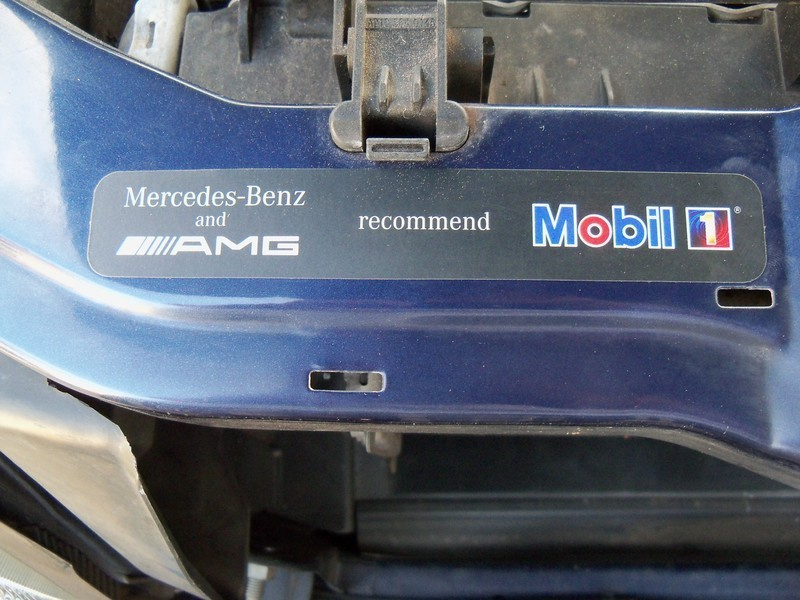 Mercedes-Benz
and
AMG
recommend
Mobil 1®